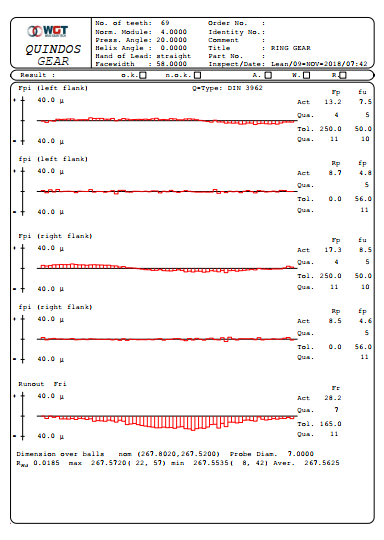 WGT
QUINDOS
GEAR
No. of teeth: 69 Order No. :
Norm. Module: 4.0000 Identity No.:
Press. Angle: 20.0000 Comment :
Helix Angle : 0.0000 Title : RING GEAR
Hand of Lead: straight Part No. :
Facewidth : 58.0000 Inspect/Date: Lean/09=NOV=2018/07:42
Result : o.k. n.o.k. A. W. R.
Fpi (left flank) Q=Type: DIN 3962 Fp fu
+ 40.0 µ Act 13.2 7.5
Qua. 4 5
Tol. 250.0 50.0
- 40.0 µ Qua. 11 10
fpi (left flank) Rp fp
+ 40.0 µ Act 8.7 4.8
Qua. 5
Tol. 0.0 56.0
- 40.0 µ Qua. 11
Fpi (right flank) Fp fu
+ 40.0 µ Act 17.3 8.5
Qua. 4 5
Tol. 250.0 50.0
- 40.0 µ Qua. 11 10
fpi (right flank) Rp fp
+ 40.0 µ Act 8.5 4.6
Qua. 5
Tol. 0.0 56.0
- 40.0 µ 11
Runout Fri Fr
+ 40.0 µ Act 28.2
Qua. 7
Tol. 165.0
- 40.0 µ Qua. 11
Dimension over balls nom (267.8020,267.5200) Probe Diam. 7.0000
0.0185 max 267.5720( 22, 57) min 267.5535( 8, 42) Aver. 267.5625